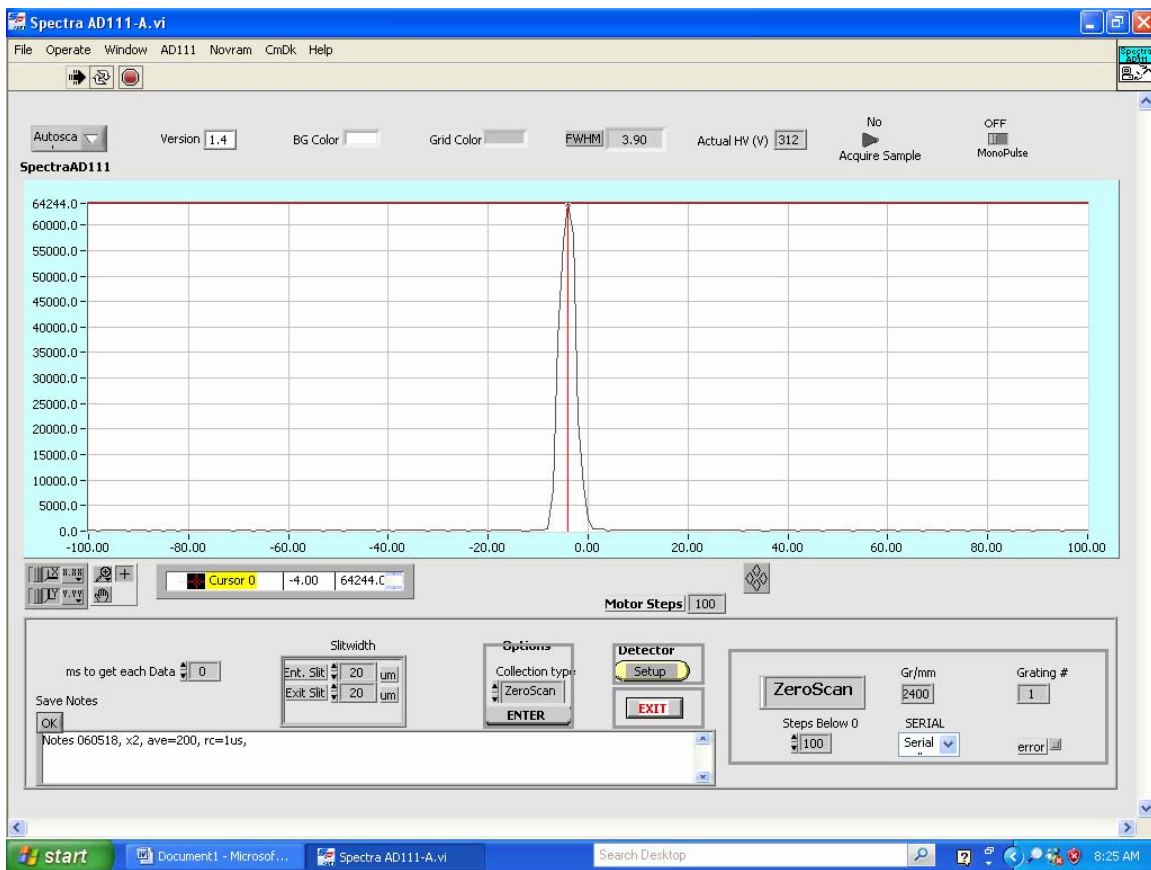 Spectra AD111-A.vi
File Operate Window AD111 Novram CmDk Help
Spectra
AD111
Autosca
Version 1.4
BG Color
Grid Color
FWHM 3.90
Actual HV (V) 312
No
Acquire Sample
OFF
MonoPulse
SpectraAD111
64244.0
60000.0
55000.0
50000.0
45000.0
40000.0
35000.0
30000.0
25000.0
20000.0
15000.0
10000.0
5000.0
0.0
-100.00 -80.00 -60.00 -40.00 -20.00 0.00 20.00 40.00 60.00 80.00 100.00
X X.XX
Y Y.YY
Cursor 0 -4.00 64244.0
Motor Steps 100
ms to get each Data 0
Slitwidth
Ent. Slit 20 um
Exit Slit 20 um
Options
Collection type
ZeroScan
ENTER
Detector
Setup
EXIT
ZeroScan
Gr/mm
2400
Grating #
1
Steps Below 0
100
SERIAL
Serial
error
Save Notes
OK
Notes 060518, x2, ave=200, rc=1us,
start
Document1 - Microsof...
Spectra AD111-A.vi
Search Desktop
8:25 AM